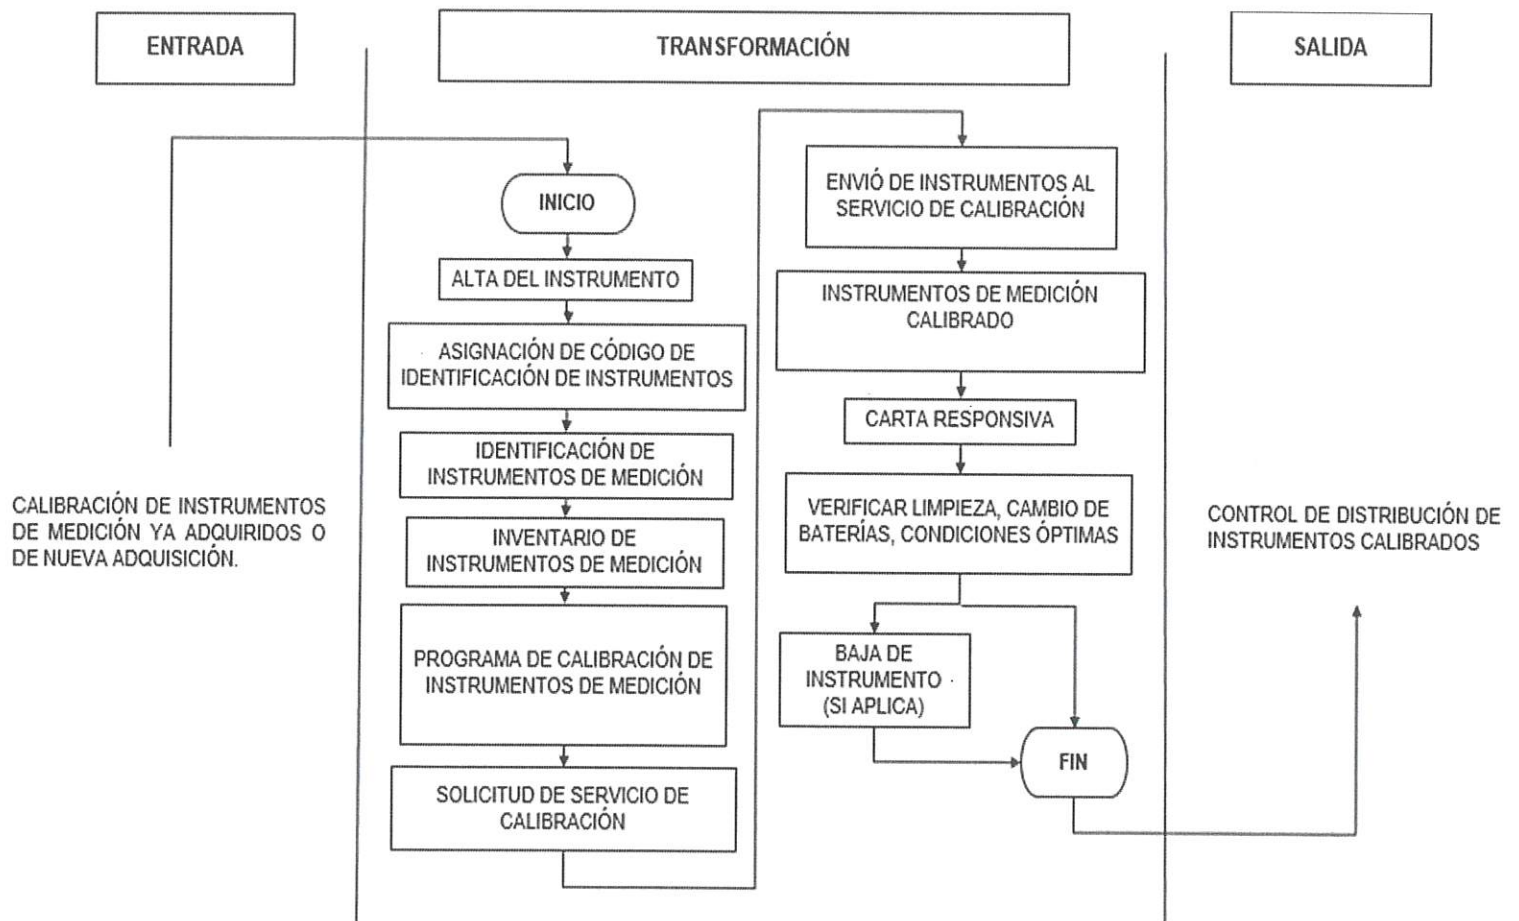 ENTRADA
TRANSFORMACIÓN
SALIDA
CALIBRACIÓN DE INSTRUMENTOS
DE MEDICIÓN YA ADQUIRIDOS O
DE NUEVA ADQUISICIÓN.
INICIO
ALTA DEL INSTRUMENTO
ASIGNACIÓN DE CÓDIGO DE
IDENTIFICACIÓN DE INSTRUMENTOS
IDENTIFICACIÓN DE
INSTRUMENTOS DE MEDICIÓN
INVENTARIO DE
INSTRUMENTOS DE MEDICIÓN
PROGRAMA DE CALIBRACIÓN DE
INSTRUMENTOS DE MEDICIÓN
SOLICITUD DE SERVICIO DE
CALIBRACIÓN
ENVIÓ DE INSTRUMENTOS AL
SERVICIO DE CALIBRACIÓN
INSTRUMENTOS DE MEDICIÓN
CALIBRADO
CARTA RESPONSIVA
VERIFICAR LIMPIEZA, CAMBIO DE
BATERÍAS, CONDICIONES ÓPTIMAS
BAJA DE
INSTRUMENTO
(SI APLICA)
FIN
CONTROL DE DISTRIBUCIÓN DE
INSTRUMENTOS CALIBRADOS